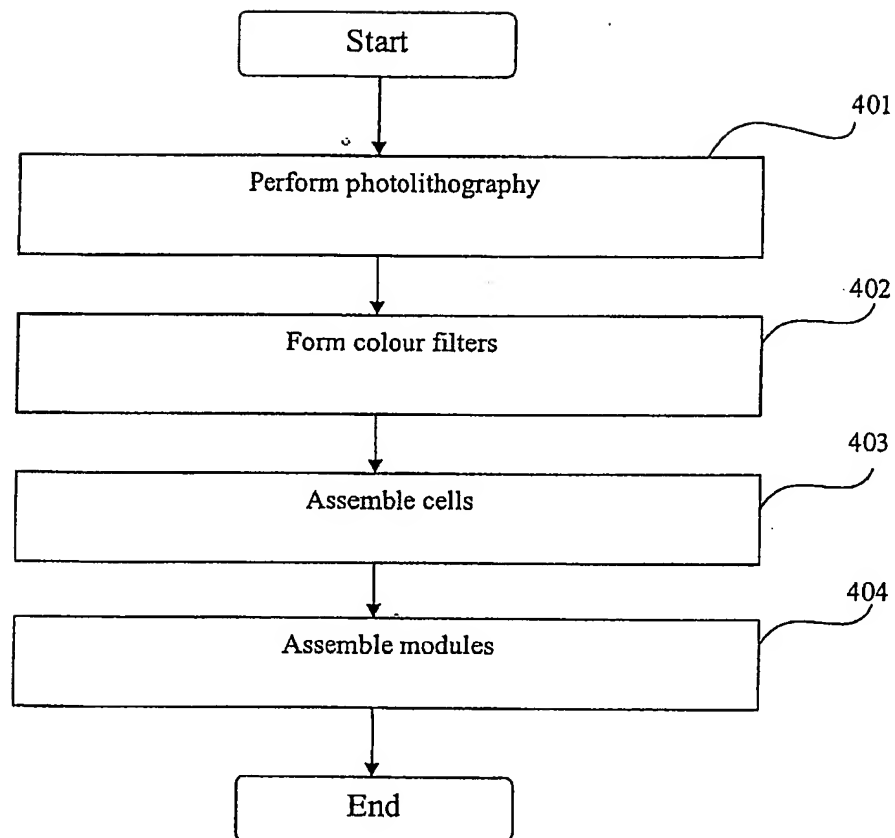 Start
401
Perform photolithography
402
Form colour filters
403
Assemble cells
404
Assemble modules
End